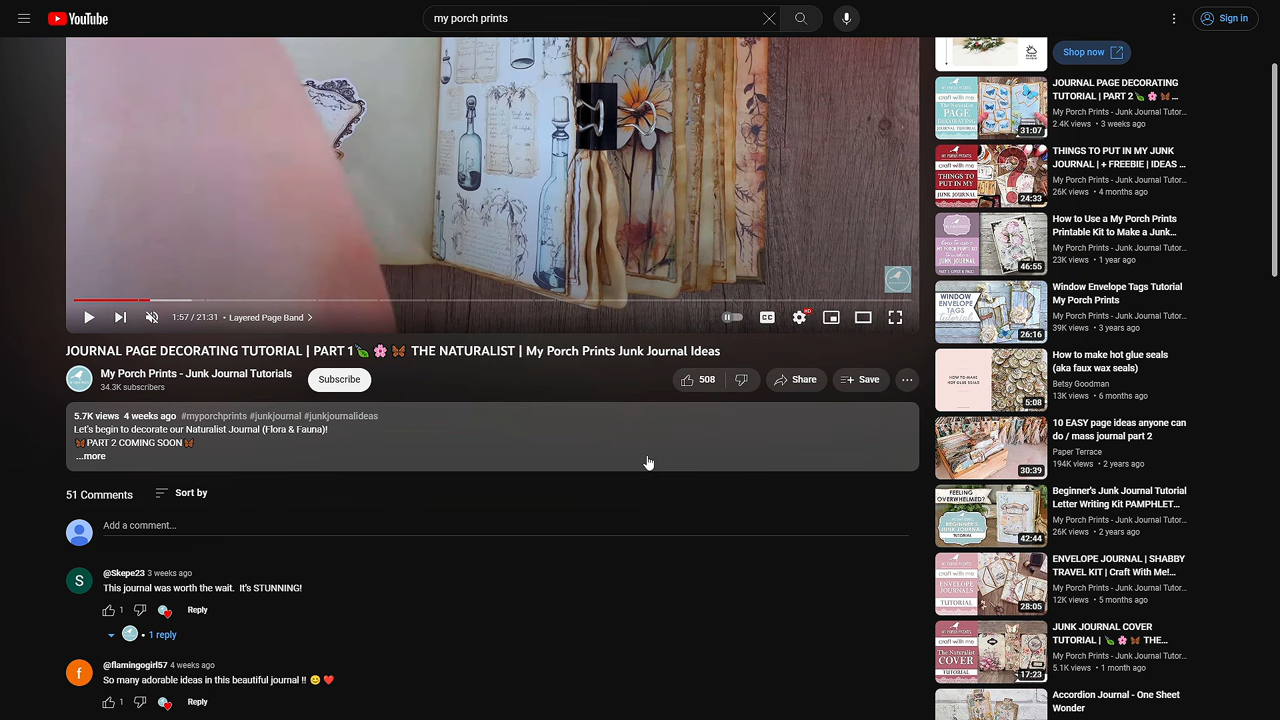 YouTube
my porch prints
Sign in
Shop now
JOURNAL PAGE DECORATING
TUTORIAL | PART 2🍃 🌸 🦋 ...
My Porch Prints - Junk Journal Tutor...
2.4K views • 3 weeks ago
31:07
THINGS TO PUT IN MY JUNK
JOURNAL | + FREEBIE | IDEAS ...
My Porch Prints - Junk Journal Tutor...
26K views • 4 months ago
24:33
How to Use a My Porch Prints
Printable Kit to Make a Junk...
My Porch Prints - Junk Journal Tutor...
23K views • 1 year ago
46:55
Window Envelope Tags Tutorial
My Porch Prints
My Porch Prints - Junk Journal Tutor...
39K views • 3 years ago
26:16
How to make hot glue seals
(aka faux wax seals)
Betsy Goodman
13K views • 6 months ago
5:08
10 EASY page ideas anyone can
do / mass journal part 2
Paper Terrace
194K views • 2 years ago
30:39
Beginner's Junk Journal Tutorial
Letter Writing Kit PAMPHLET...
My Porch Prints - Junk Journal Tutor...
26K views • 2 years ago
42:44
ENVELOPE JOURNAL | SHABBY
TRAVEL KIT | Craft With Me!...
My Porch Prints - Junk Journal Tutor...
12K views • 5 months ago
28:05
JUNK JOURNAL COVER
TUTORIAL | 🍃 🌸 🦋 THE...
My Porch Prints - Junk Journal Tutor...
5.1K views • 1 month ago
17:23
Accordion Journal - One Sheet
Wonder
1:57 / 21:31 • Layered Page Band
CC
HD
JOURNAL PAGE DECORATING TUTORIAL | PART 1🍃 🌸 🦋 THE NATURALIST | My Porch Prints Junk Journal Ideas
My Porch Prints - Junk Journal Tutorials
34.3K subscribers
Subscribe
508
Share
Save
5.7K views 4 weeks ago #myporchprints #junkjournal #junkjournalideas
Let's begin to decorate our Naturalist Journal (Flora & Fauna)!
🦋PART 2 COMING SOON🦋
...more
51 Comments
Sort by
Add a comment...
S
@Skepe23 3 weeks ago
This journal was worth the wait. It's STUNNING!
1
Reply
• 1 reply
f
@flamingogirl57 4 weeks ago
So many adorable ideas in this beautiful journal !! 😊 ❤️
1
Reply